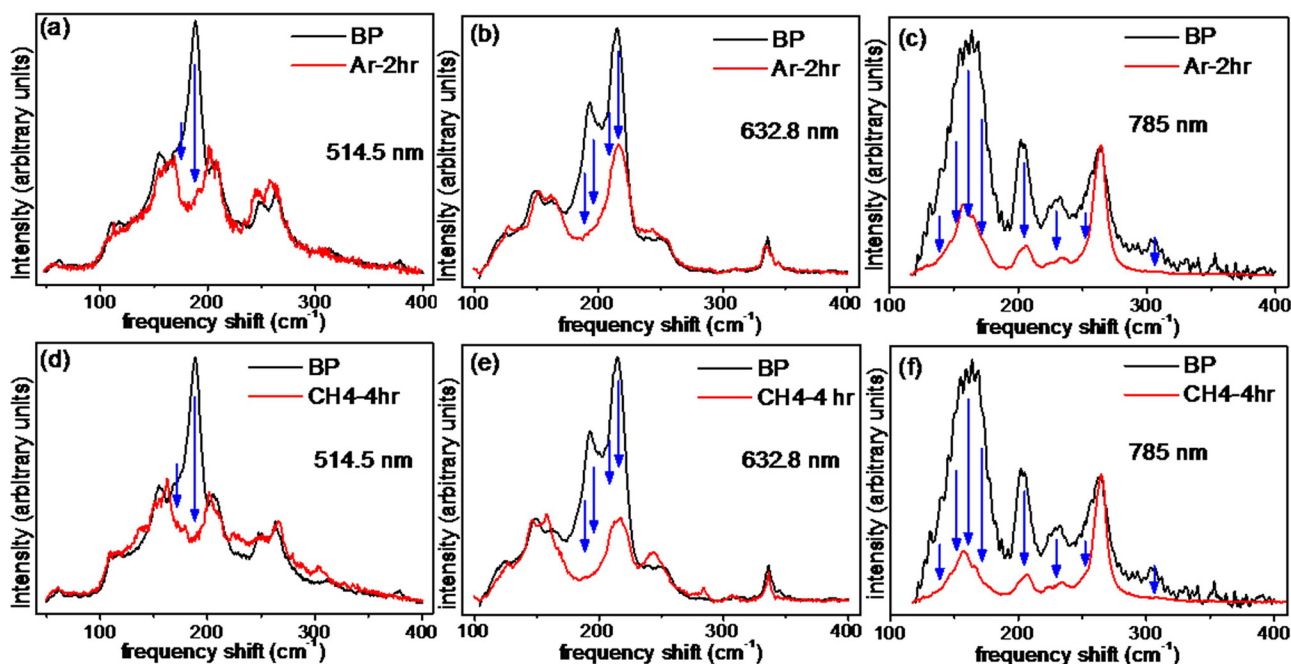 (a)
BP
Ar-2hr
514.5 nm
Intensity (arbitrary units)
100 200 300 400
frequency shift (cm⁻¹)
(b)
BP
Ar-2hr
632.8 nm
Intensity (arbitrary units)
100 200 300 400
frequency shift (cm⁻¹)
(c)
BP
Ar-2hr
785 nm
Intensity (arbitrary units)
100 200 300 400
frequency shift (cm⁻¹)
(d)
BP
CH4-4hr
514.5 nm
Intensity (arbitrary units)
100 200 300 400
frequency shift (cm⁻¹)
(e)
BP
CH4-4 hr
632.8 nm
intensity (arbitrary units)
100 200 300 400
frequency shift (cm⁻¹)
(f)
BP
CH4-4hr
785 nm
Intensity (arbitrary units)
100 200 300 400
frequency shift (cm⁻¹)